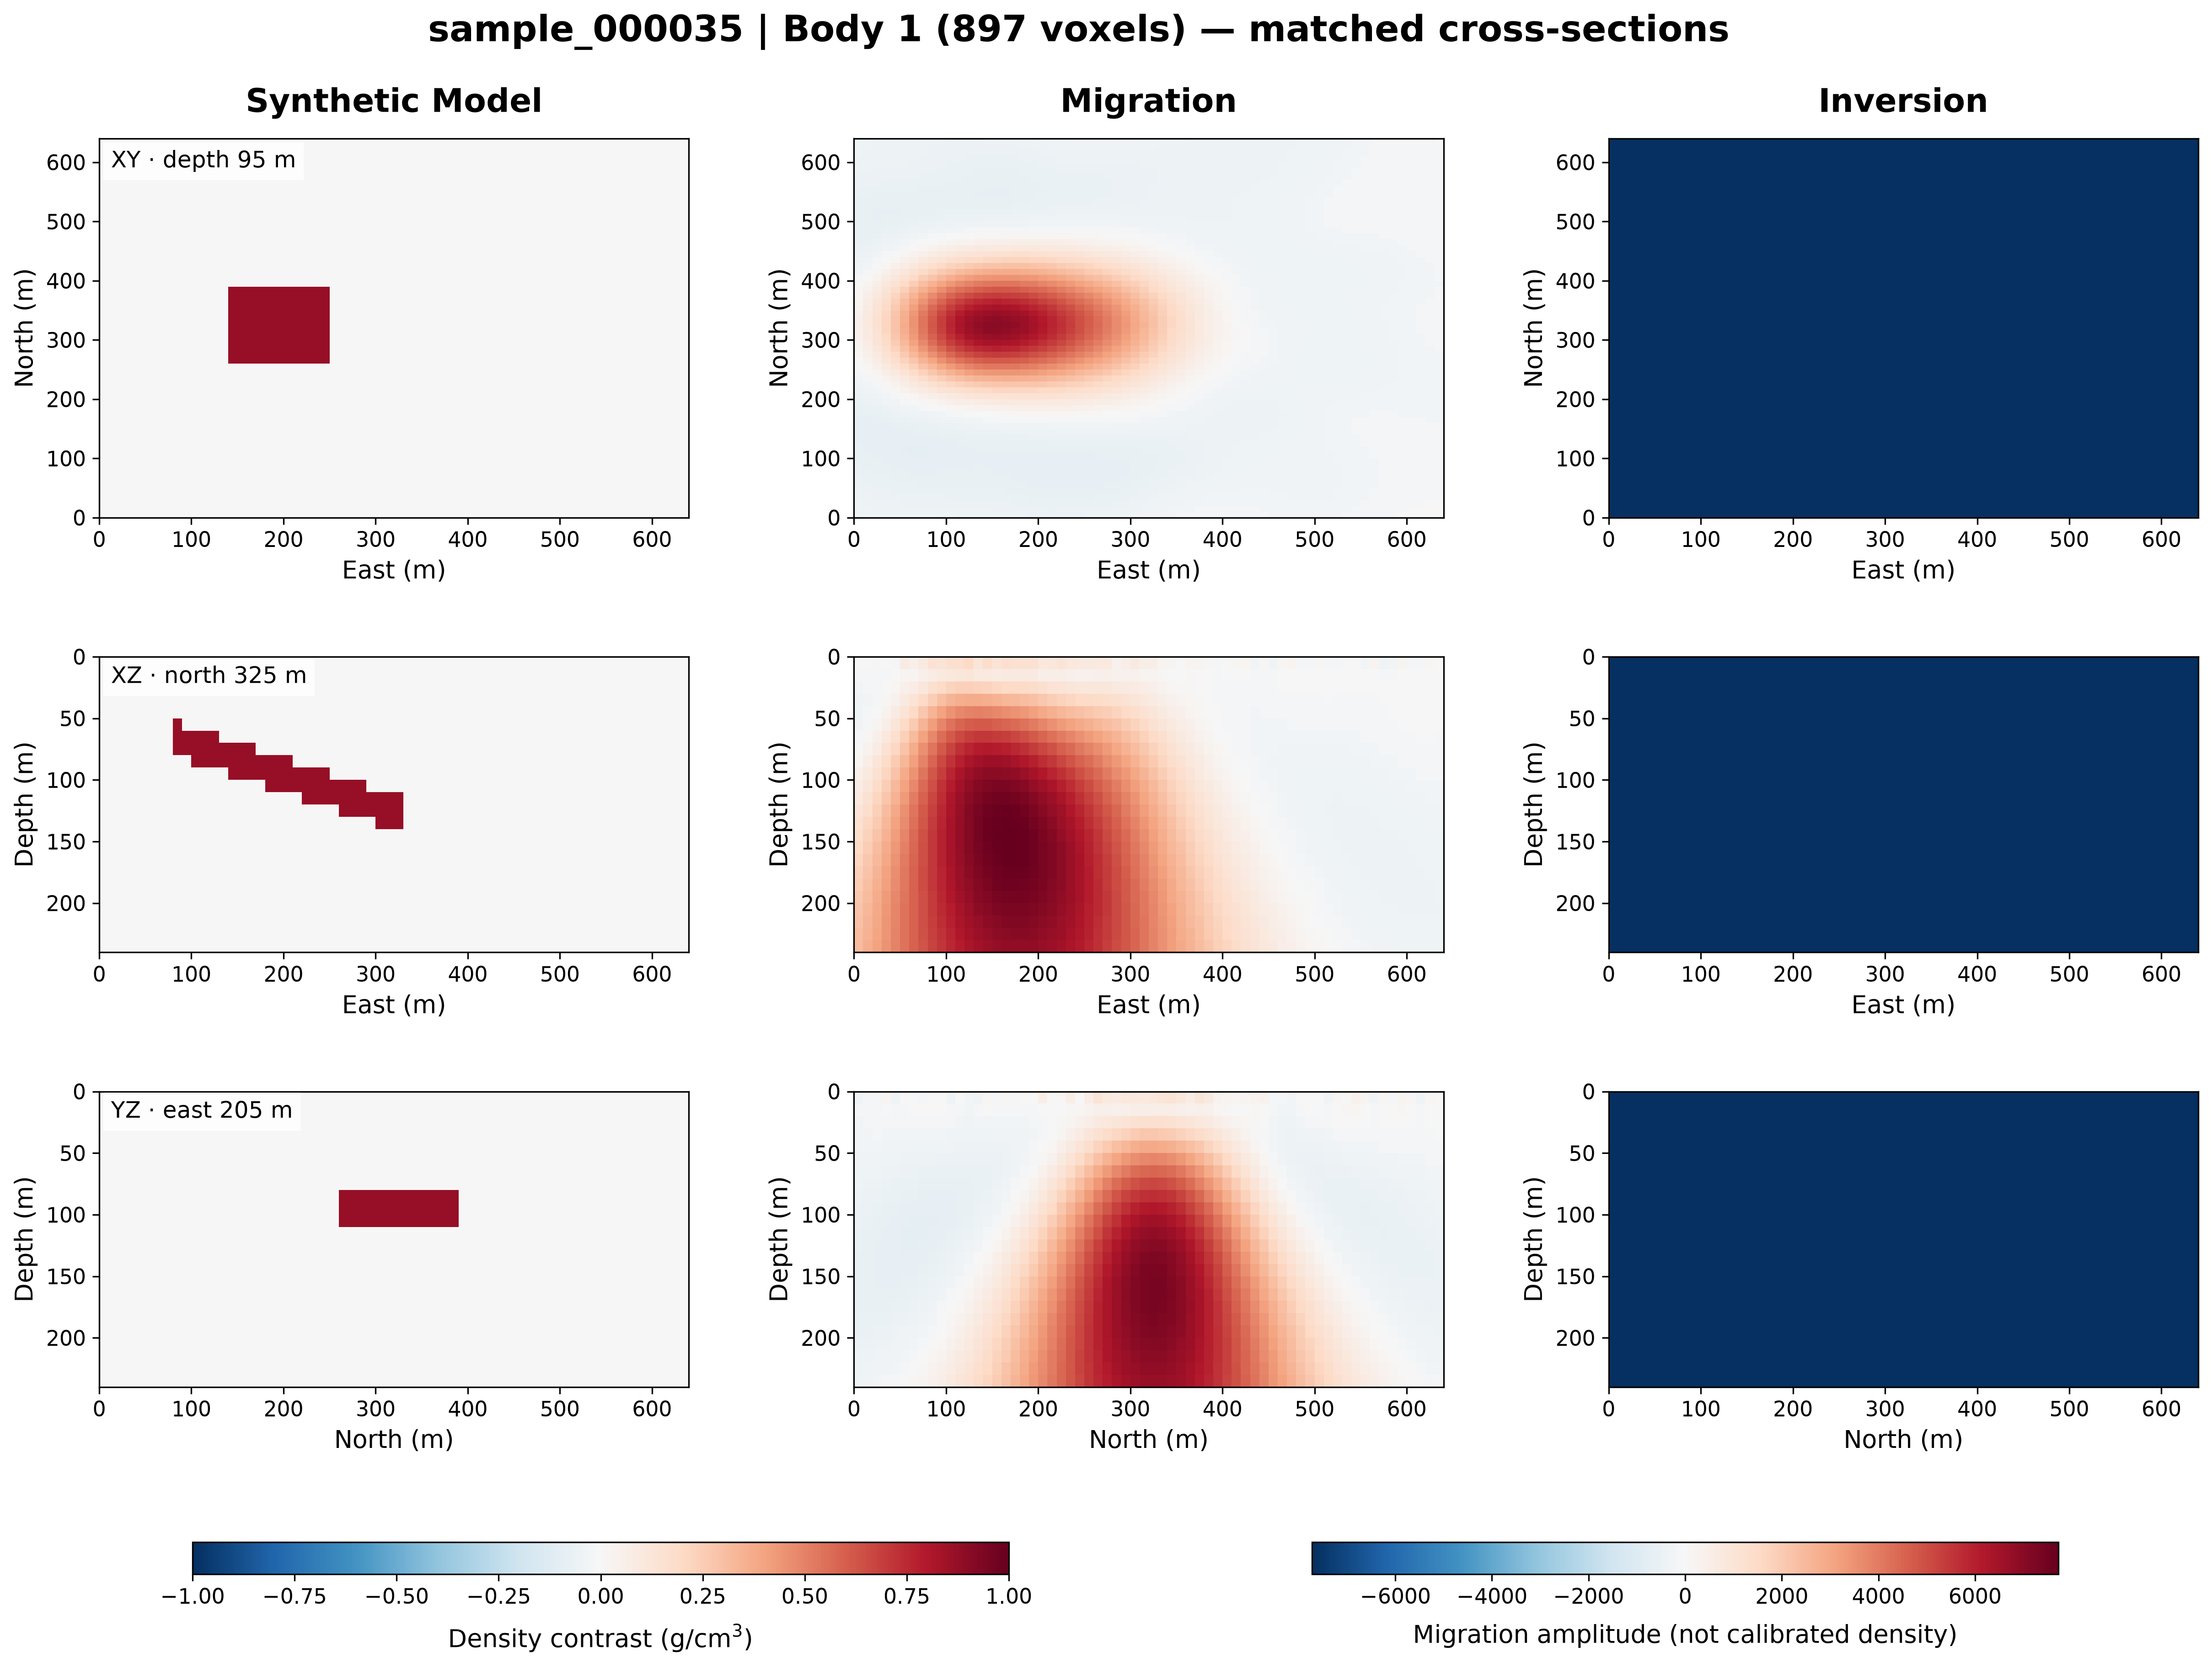 sample_000035 | Body 1 (897 voxels) — matched cross-sections
Synthetic Model
Migration
Inversion
XY · depth 95 m
North (m)
600
500
400
300
200
100
0
0 100 200 300 400 500 600
East (m)
North (m)
600
500
400
300
200
100
0
0 100 200 300 400 500 600
East (m)
North (m)
600
500
400
300
200
100
0
0 100 200 300 400 500 600
East (m)
XZ · north 325 m
Depth (m)
0
50
100
150
200
0 100 200 300 400 500 600
East (m)
Depth (m)
0
50
100
150
200
0 100 200 300 400 500 600
East (m)
Depth (m)
0
50
100
150
200
0 100 200 300 400 500 600
East (m)
YZ · east 205 m
Depth (m)
0
50
100
150
200
0 100 200 300 400 500 600
North (m)
Depth (m)
0
50
100
150
200
0 100 200 300 400 500 600
North (m)
Depth (m)
0
50
100
150
200
0 100 200 300 400 500 600
North (m)
−1.00 −0.75 −0.50 −0.25 0.00 0.25 0.50 0.75 1.00
Density contrast (g/cm³)
−6000 −4000 −2000 0 2000 4000 6000
Migration amplitude (not calibrated density)